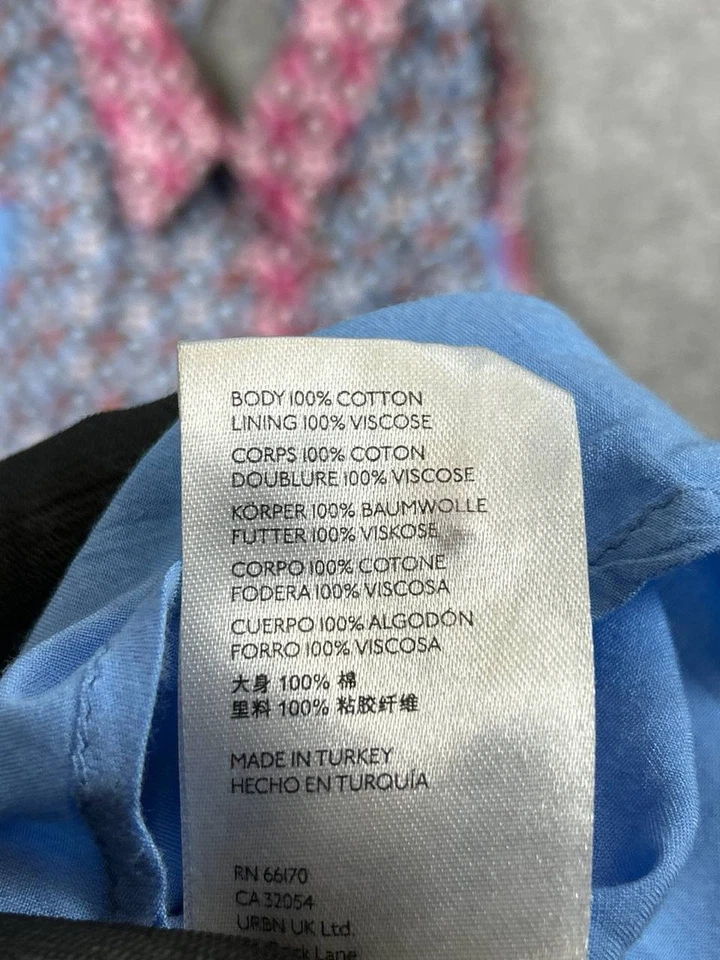 BODY 100% COTTON
LINING 100% VISCOSE
CORPS 100% COTON
DOUBLURE 100% VISCOSE
KÖRPER 100% BAUMWOLLE
FUTTER 100% VISKOSE
CORPO 100% COTONE
FODERA 100% VISCOSA
CUERPO 100% ALGODÓN
FORRO 100% VISCOSA
大身 100% 棉
里料 100% 粘胶纤维
MADE IN TURKEY
HECHO EN TURQUÍA
RN 66170
CA 32054
URBN UK Ltd.
Lane